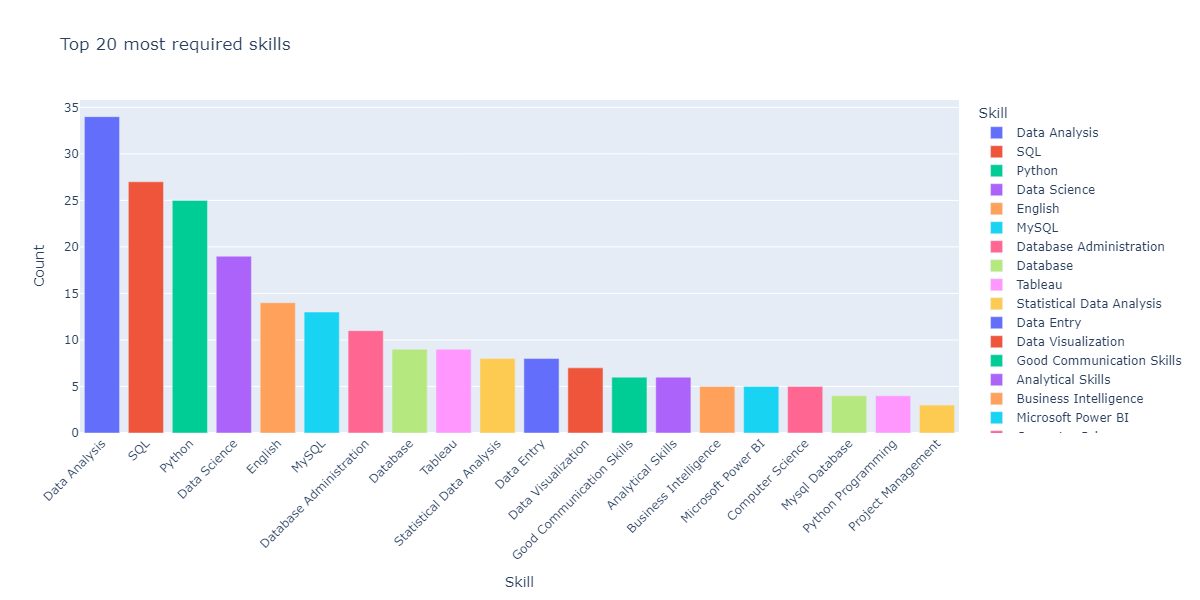 Top 20 most required skills
35
30
25
20
15
10
5
0
Count
Data Analysis
SQL
Python
Data Science
English
MySQL
Database Administration
Database
Tableau
Statistical Data Analysis
Data Entry
Data Visualization
Good Communication Skills
Analytical Skills
Business Intelligence
Microsoft Power BI
Computer Science
Mysql Database
Python Programming
Project Management
Skill
Skill
Data Analysis
SQL
Python
Data Science
English
MySQL
Database Administration
Database
Tableau
Statistical Data Analysis
Data Entry
Data Visualization
Good Communication Skills
Analytical Skills
Business Intelligence
Microsoft Power BI